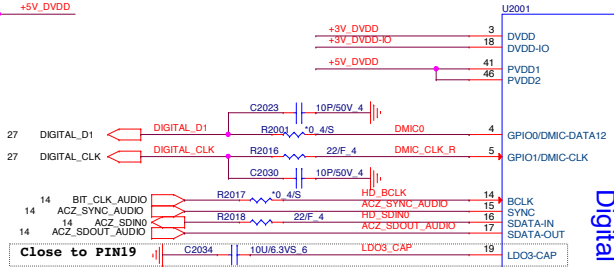 +5V_DVDD
U2001
+3V_DVDD 3 DVDD
+3V_DVDD-IO 18 DVDD-IO
+5V_DVDD 41 PVDD1
46 PVDD2
C2023 10P/50V_4
27 DIGITAL_D1 DIGITAL_D1 R2001 *0_4/S DMIC0 4 GPIO0/DMIC-DATA12
27 DIGITAL_CLK DIGITAL_CLK R2016 22/F_4 DMIC_CLK_R 5 GPIO1/DMIC-CLK
C2030 10P/50V_4
14 BIT_CLK_AUDIO R2017 *0_4/S HD_BCLK 14 BCLK
14 ACZ_SYNC_AUDIO ACZ_SYNC_AUDIO 15 SYNC
14 ACZ_SDIN0 R2018 22/F_4 HD_SDIN0 16 SDATA-IN
14 ACZ_SDOUT_AUDIO ACZ_SDOUT_AUDIO 17 SDATA-OUT
Close to PIN19 C2034 10U/6.3VS_6 LDO3_CAP 19 LDO3-CAP
Digital